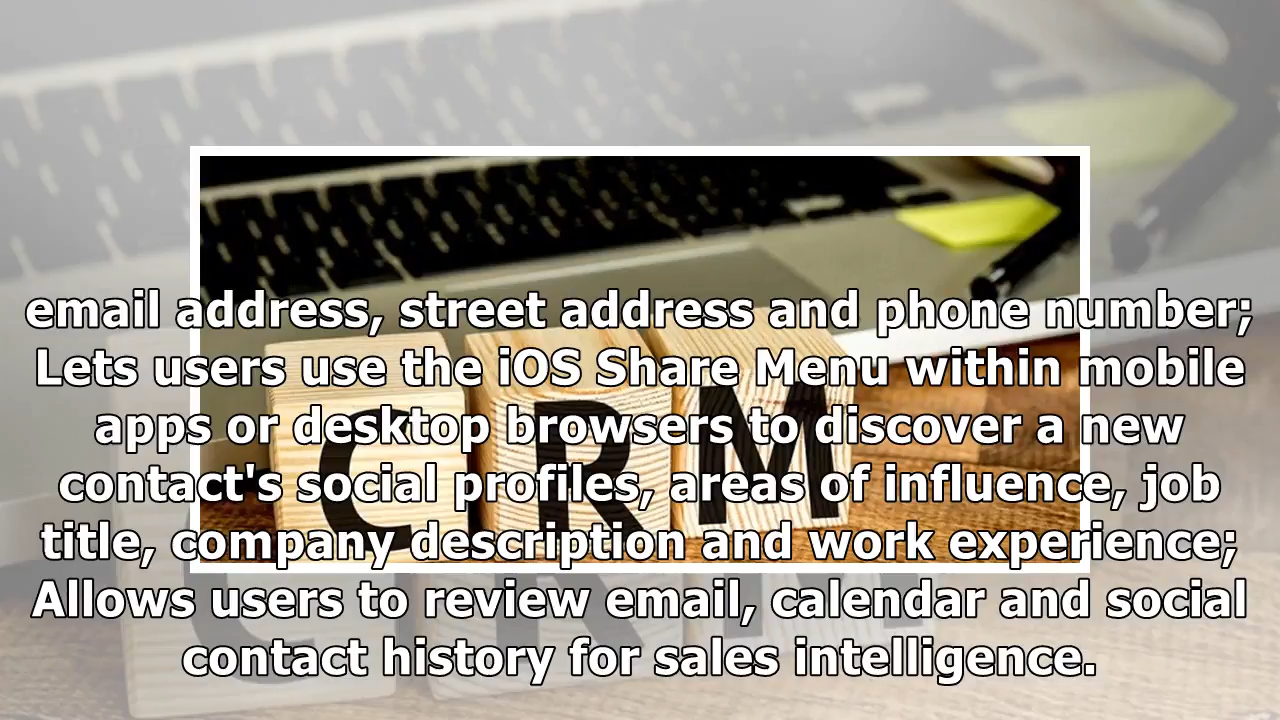 email address, street address and phone number;
Lets users use the iOS Share Menu within mobile
apps or desktop browsers to discover a new
contact's social profiles, areas of influence, job
title, company description and work experience;
Allows users to review email, calendar and social
contact history for sales intelligence.
C R M